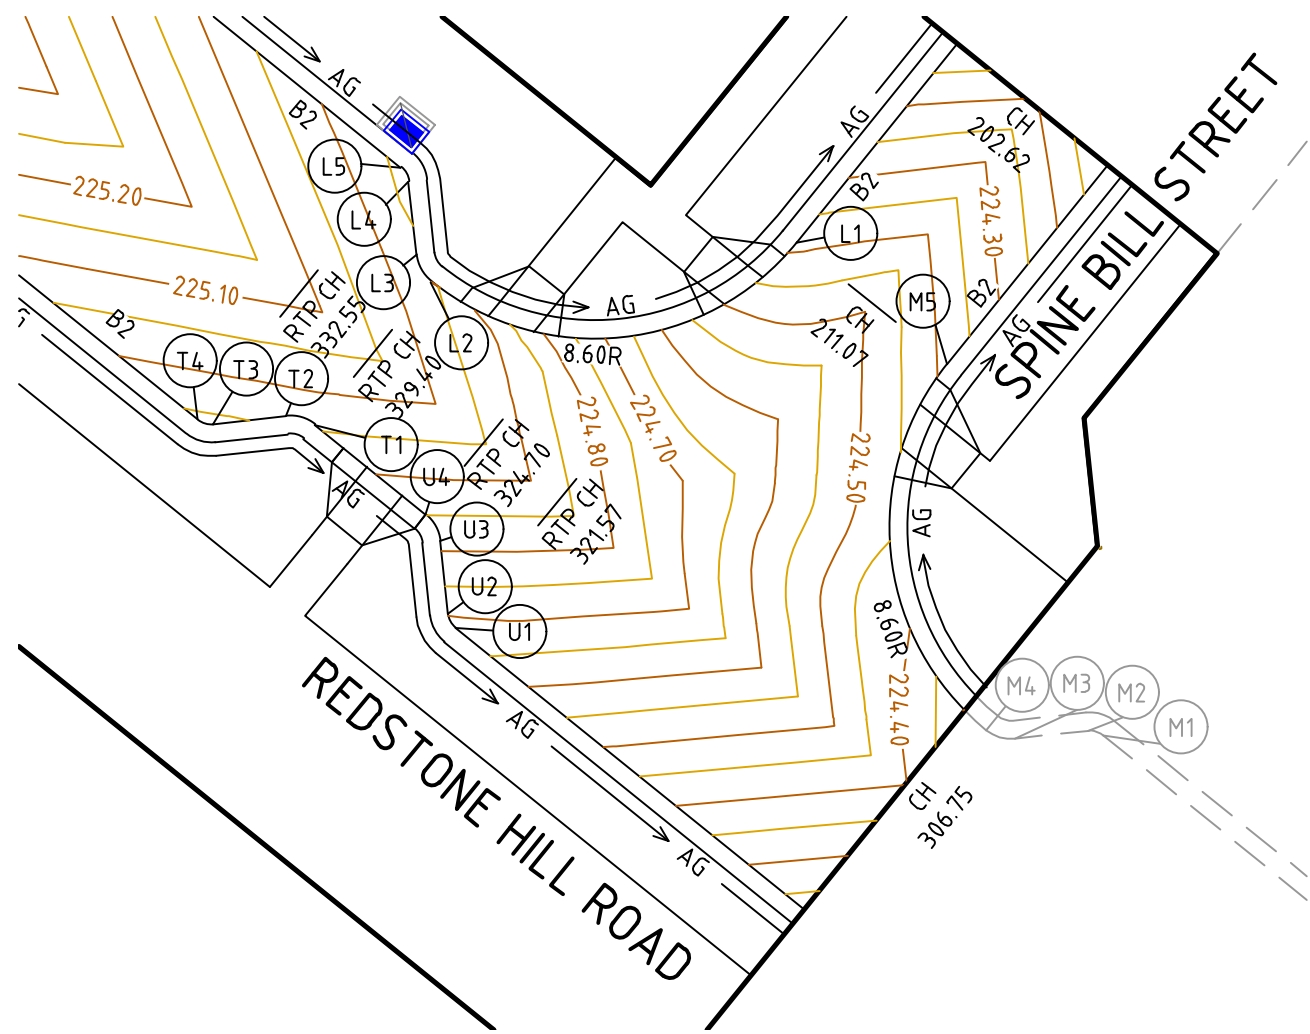 AG
B2
L5
L4
L3
L2
225.20
225.10
RTP CH
332.55
RTP CH
329.40
RTP CH
324.70
RTP CH
321.57
AG
8.60R
AG
B2
L1
CH
202.62
224.30
STREET
SPINE BILL
B2
AG
M5
CH
211.07
G
B2
T4
T3
T2
T1
U4
U3
U2
U1
AG
224.80
224.70
224.50
AG
8.60R
224.40
M4
M3
M2
M1
CH
306.75
AG
AG
REDSTONE HILL ROAD